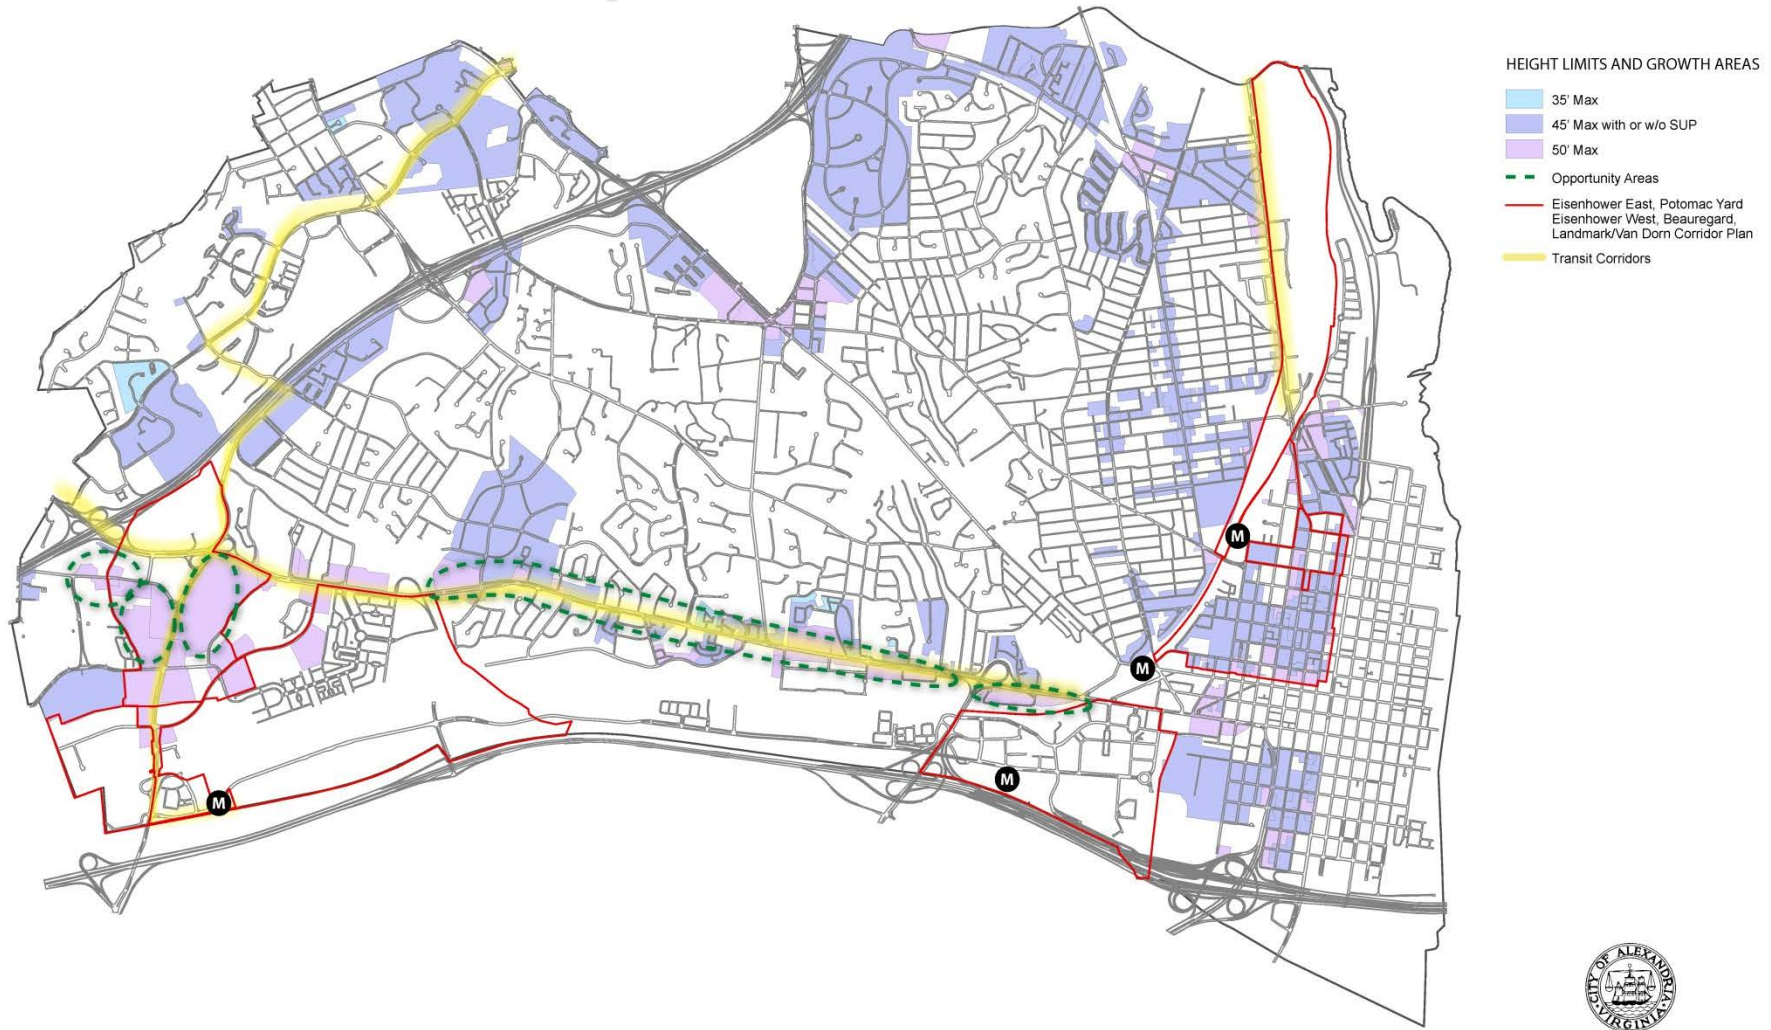 HEIGHT LIMITS AND GROWTH AREAS
35' Max
45' Max with or w/o SUP
50' Max
Opportunity Areas
Eisenhower East, Potomac Yard
Eisenhower West, Beauregard,
Landmark/Van Dorn Corridor Plan
Transit Corridors
M
M
M
M
CITY OF ALEXANDRIA
VIRGINIA